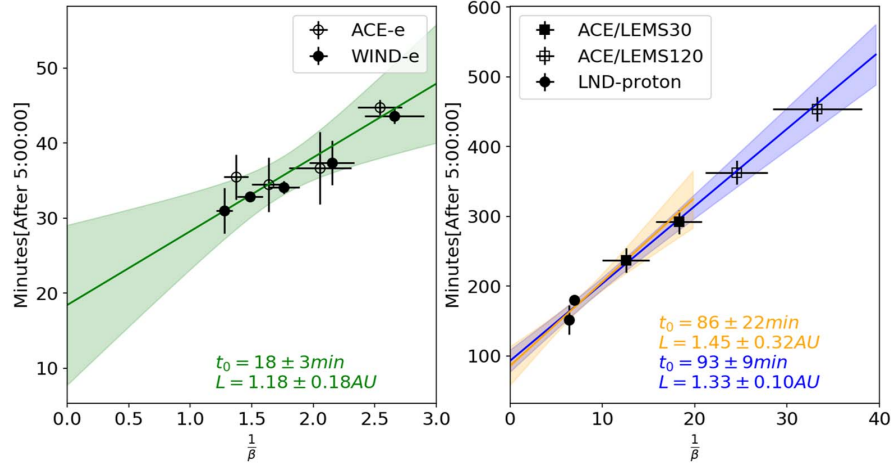 ACE-e
WIND-e
Minutes[After 5:00:00]
50
40
30
20
10
t₀ = 18 ± 3min
L = 1.18 ± 0.18AU
0.0 0.5 1.0 1.5 2.0 2.5 3.0
1/β
ACE/LEMS30
ACE/LEMS120
LND-proton
Minutes[After 5:00:00]
600
500
400
300
200
100
t₀ = 86 ± 22min
L = 1.45 ± 0.32AU
t₀ = 93 ± 9min
L = 1.33 ± 0.10AU
0 10 20 30 40
1/β